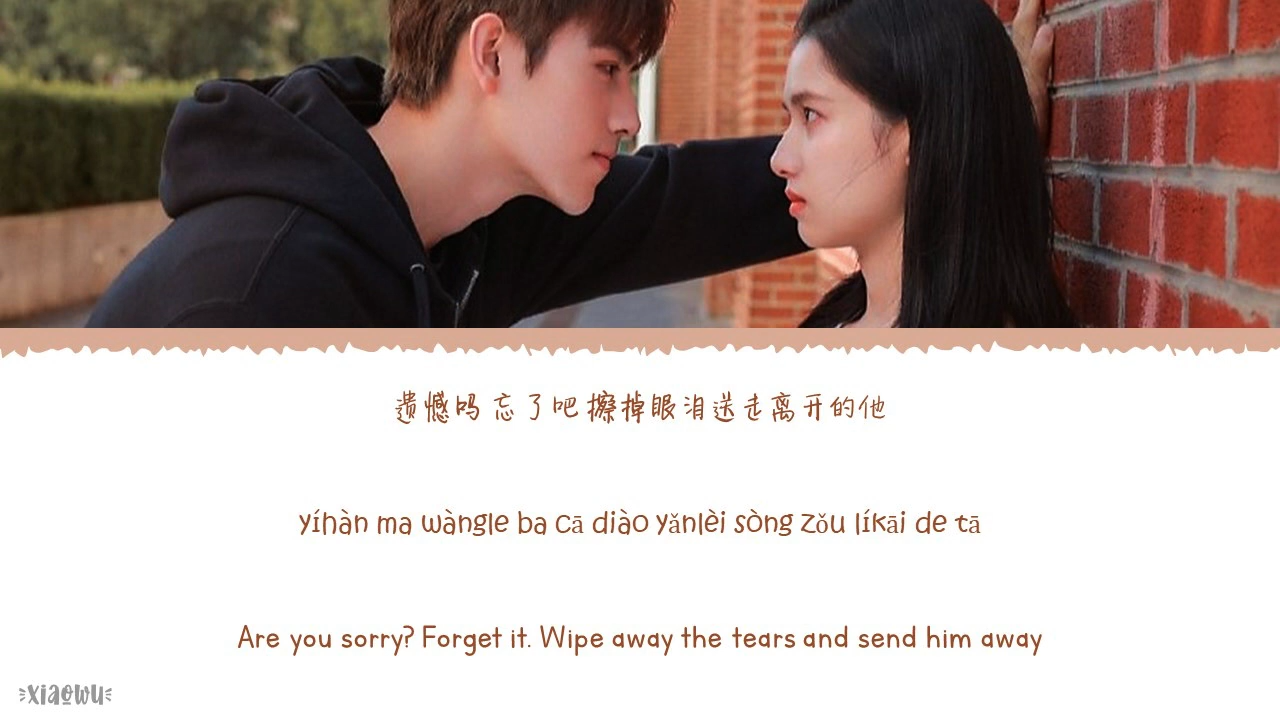 遗憾吗 忘了吧 擦掉眼泪送走离开的他
yíhàn ma wàngle ba cā diào yǎnlèi sòng zǒu líkāi de tā
Are you sorry? Forget it. Wipe away the tears and send him away
xiaowu